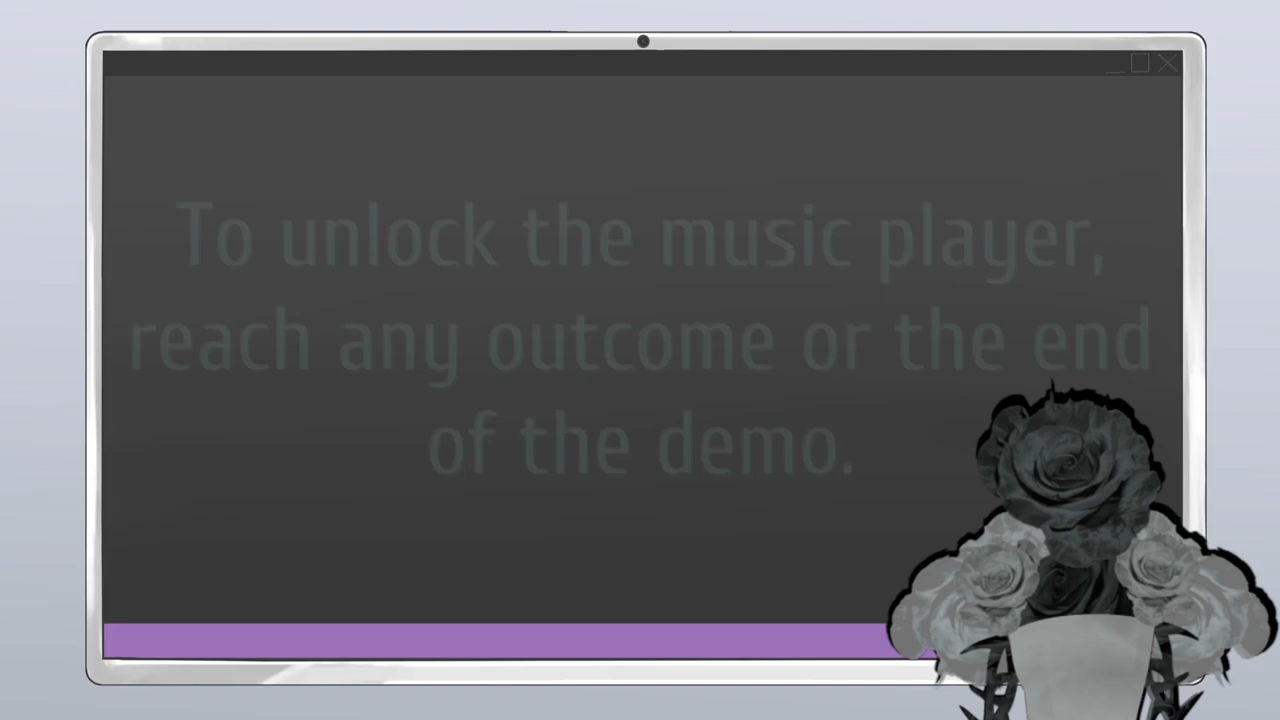 To unlock the music player,
reach any outcome or the end
of the demo.